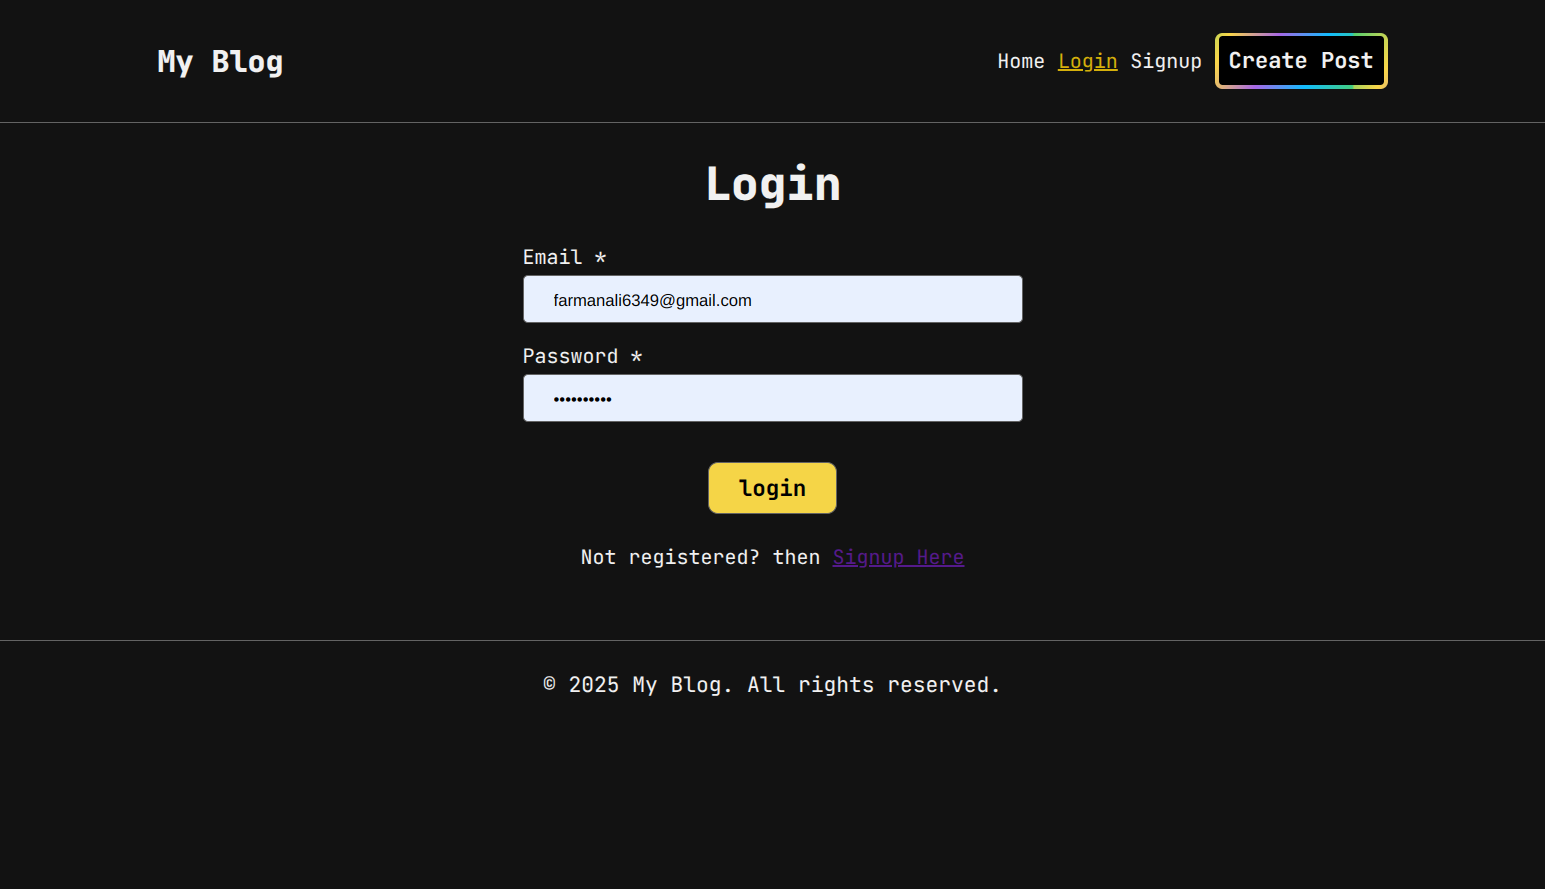 My Blog
Home Login Signup Create Post
Login
Email *
farmanali6349@gmail.com
Password *
••••••••••
login
Not registered? then Signup Here
© 2025 My Blog. All rights reserved.